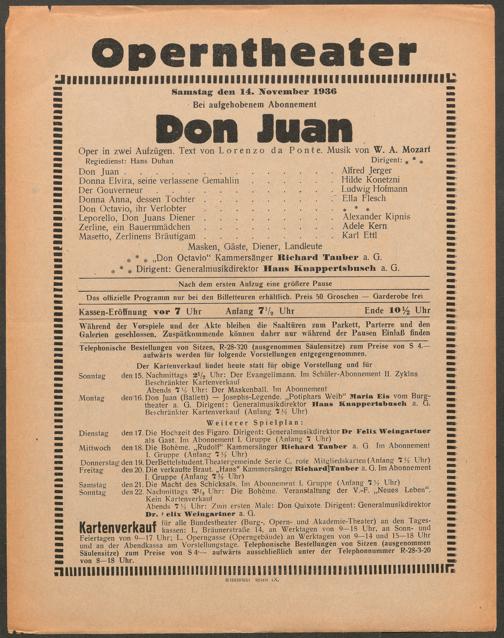 Operntheater
Samstag den 14. November 1936
Bei aufgehobenem Abonnement
Don Juan
Oper in zwei Aufzügen. Text von Lorenzo da Ponte. Musik von W. A. Mozart
Regiedienst: Hans Duhan Dirigent: * * *
Don Juan . . . . . . . . . . Alfred Jerger
Donna Elvira, seine verlassene Gemahlin . . . . . Hilde Konetzni
Der Gouverneur . . . . . . . . . Ludwig Hofmann
Donna Anna, dessen Tochter . . . . . . . Ella Flesch
Don Octavio, ihr Verlobter . . . . . . . * * *
Leporello, Don Juans Diener . . . . . . . Alexander Kipnis
Zerline, ein Bauernmädchen . . . . . . . Adele Kern
Masetto, Zerlinens Bräutigam . . . . . . . Karl Ettl
Masken, Gäste, Diener, Landleute
* * * „Don Octavio" Kammersänger Richard Tauber a. G.
* * * Dirigent: Generalmusikdirektor Hans Knappertsbusch a. G.
Nach dem ersten Aufzug eine größere Pause
Das offizielle Programm nur bei den Billetteuren erhältlich. Preis 50 Groschen — Garderobe frei
Kassen-Eröffnung vor 7 Uhr Anfang 7½ Uhr Ende 10½ Uhr
Während der Vorspiele und der Akte bleiben die Saaltüren zum Parkett, Parterre und den
Galerien geschlossen. Zuspätkommende können daher nur während der Pausen Einlaß finden
Telephonische Bestellungen von Sitzen, R-28-320 (ausgenommen Säulensitze) zum Preise von S 4.—
aufwärts werden für folgende Vorstellungen entgegengenommen.
Der Kartenverkauf findet heute statt für obige Vorstellung und für
Sonntag den 15. Nachmittags 2½ Uhr: Der Evangelimann. Im Schüler-Abonnement II. Zyklus
Beschränkter Kartenverkauf
Abends 7½ Uhr: Der Maskenball. Im Abonnement
Montag den 16. Don Juan (Ballett) — Josephs-Legende. „Potiphars Weib" Maria Eis vom Burg-
theater a. G. Dirigent: Generalmusikdirektor Hans Knappertsbusch a. G.
Beschränkter Kartenverkauf (Anfang 7½ Uhr)
Weiterer Spielplan:
Dienstag den 17. Die Hochzeit des Figaro. Dirigent: Generalmusikdirektor Dr Felix Weingartner
als Gast. Im Abonnement I. Gruppe (Anfang 7 Uhr)
Mittwoch den 18. Die Bohème. „Rudolf" Kammersänger Richard Tauber a. G. Im Abonnement
I. Gruppe (Anfang 7½ Uhr)
Donnerstag den 19. Der Bettelstudent. Theatergemeinde Serie C, rote Mitgliedskarten (Anfang 7½ Uhr)
Freitag den 20. Die verkaufte Braut. „Hans" Kammersänger Richard Tauber a. G. Im Abonnement
I. Gruppe (Anfang 7½ Uhr)
Samstag den 21. Die Macht des Schicksals. Im Abonnement I. Gruppe (Anfang 7½ Uhr)
Sonntag den 22. Nachmittags 2½ Uhr: Die Bohème. Veranstaltung der V.-F. „Neues Leben".
Kein Kartenverkauf
Abends 7½ Uhr: Zum ersten Male: Don Quixote. Dirigent: Generalmusikdirektor
Dr. Felix Weingartner a. G.
Kartenverkauf für alle Bundestheater (Burg-, Opern- und Akademie-Theater) an den Tages-
kassen: I., Bräunerstraße 14, an Werktagen von 9—18 Uhr, an Sonn- und
Feiertagen von 9—17 Uhr; I., Operngasse (Operngebäude) an Werktagen von 9—14 und 15—18 Uhr
und an der Abendkassa am Vorstellungstage. Telephonische Bestellungen von Sitzen (ausgenommen
Säulensitze) zum Preise von S 4— aufwärts ausschließlich unter der Telephonnummer R-28-3-20
von 8—18 Uhr.